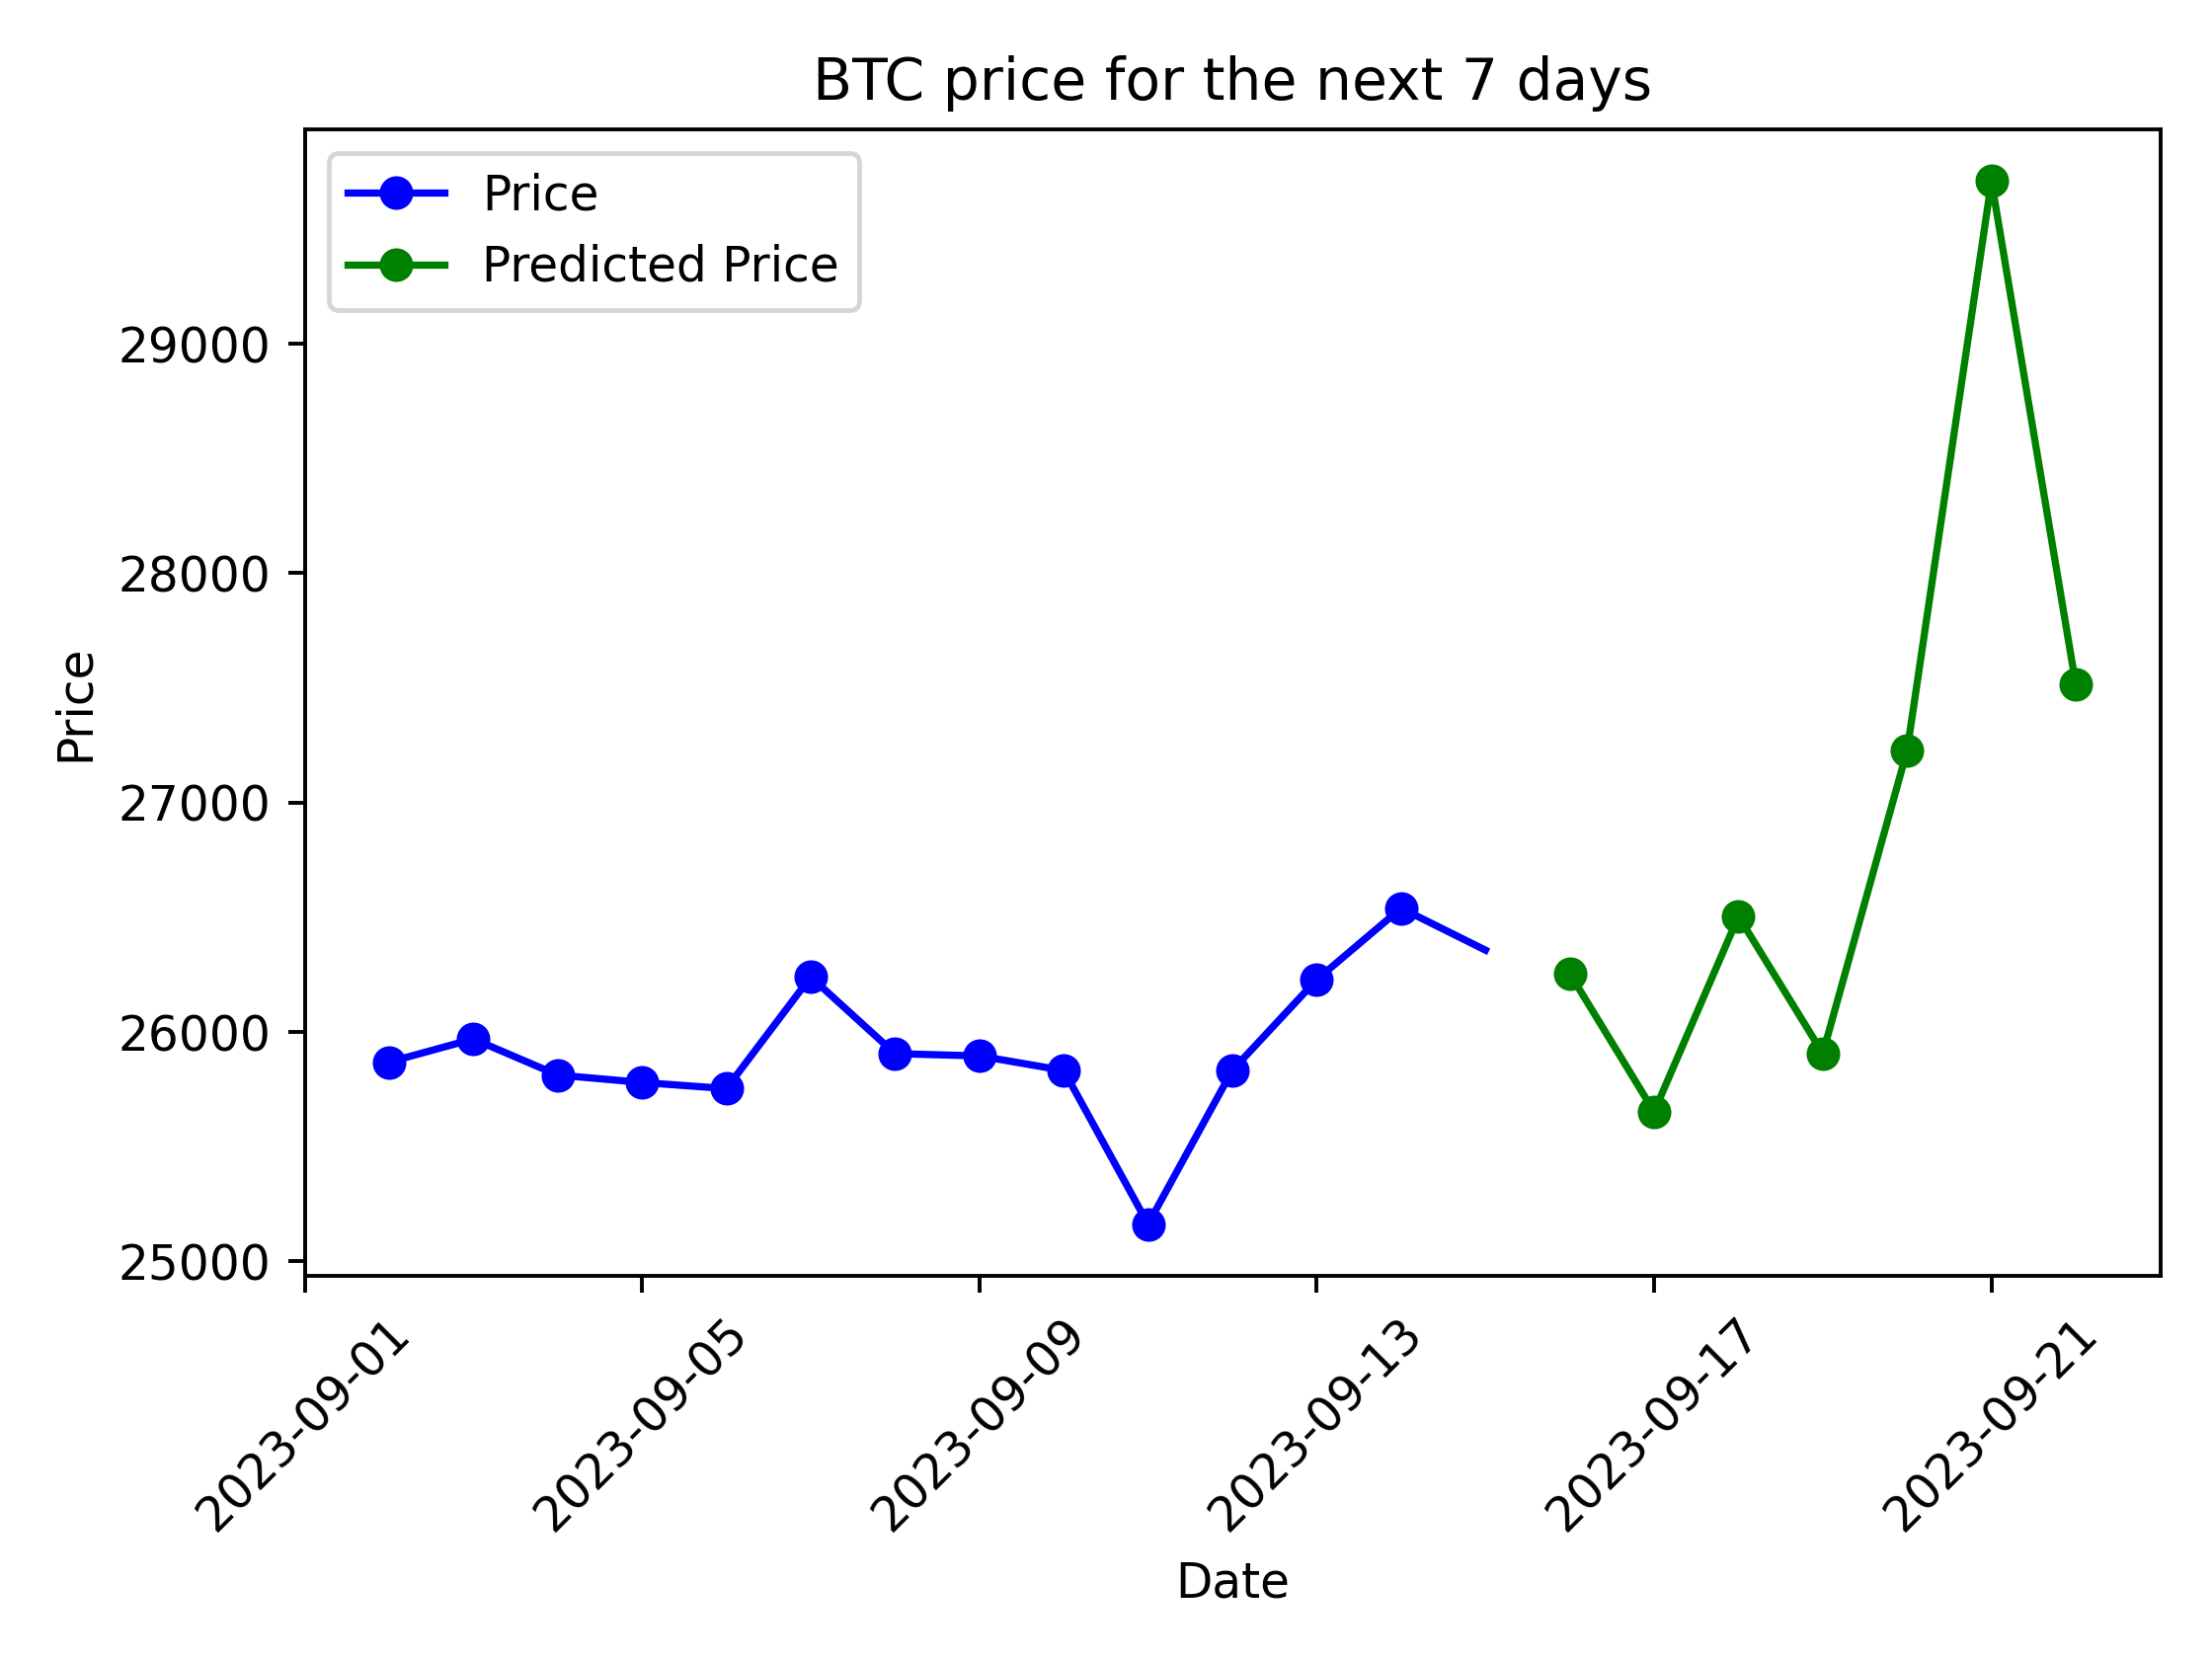 BTC price for the next 7 days
Price
Predicted Price
29000
28000
27000
26000
25000
Price
2023-09-01
2023-09-05
2023-09-09
2023-09-13
2023-09-17
2023-09-21
Date